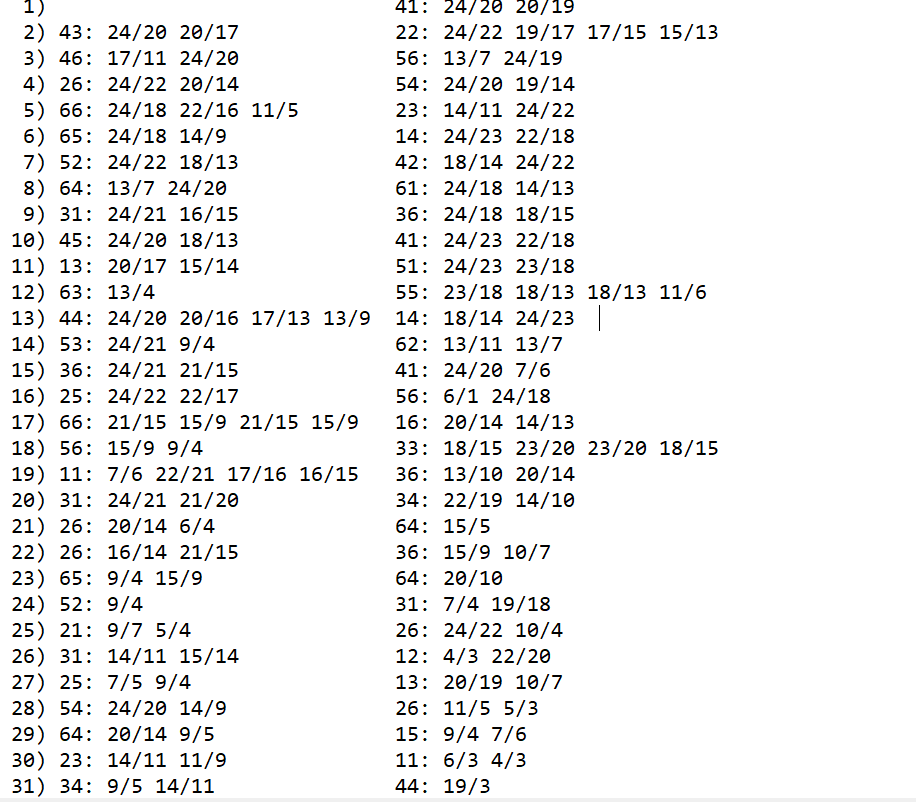 1)                             41: 24/20 20/19
2) 43: 24/20 20/17             22: 24/22 19/17 17/15 15/13
3) 46: 17/11 24/20             56: 13/7 24/19
4) 26: 24/22 20/14             54: 24/20 19/14
5) 66: 24/18 22/16 11/5        23: 14/11 24/22
6) 65: 24/18 14/9              14: 24/23 22/18
7) 52: 24/22 18/13             42: 18/14 24/22
8) 64: 13/7 24/20              61: 24/18 14/13
9) 31: 24/21 16/15             36: 24/18 18/15
10) 45: 24/20 18/13             41: 24/23 22/18
11) 13: 20/17 15/14             51: 24/23 23/18
12) 63: 13/4                    55: 23/18 18/13 18/13 11/6
13) 44: 24/20 20/16 17/13 13/9  14: 18/14 24/23
14) 53: 24/21 9/4               62: 13/11 13/7
15) 36: 24/21 21/15             41: 24/20 7/6
16) 25: 24/22 22/17             56: 6/1 24/18
17) 66: 21/15 15/9 21/15 15/9   16: 20/14 14/13
18) 56: 15/9 9/4                33: 18/15 23/20 23/20 18/15
19) 11: 7/6 22/21 17/16 16/15   36: 13/10 20/14
20) 31: 24/21 21/20             34: 22/19 14/10
21) 26: 20/14 6/4               64: 15/5
22) 26: 16/14 21/15             36: 15/9 10/7
23) 65: 9/4 15/9                64: 20/10
24) 52: 9/4                     31: 7/4 19/18
25) 21: 9/7 5/4                 26: 24/22 10/4
26) 31: 14/11 15/14             12: 4/3 22/20
27) 25: 7/5 9/4                 13: 20/19 10/7
28) 54: 24/20 14/9              26: 11/5 5/3
29) 64: 20/14 9/5               15: 9/4 7/6
30) 23: 14/11 11/9              11: 6/3 4/3
31) 34: 9/5 14/11               44: 19/3